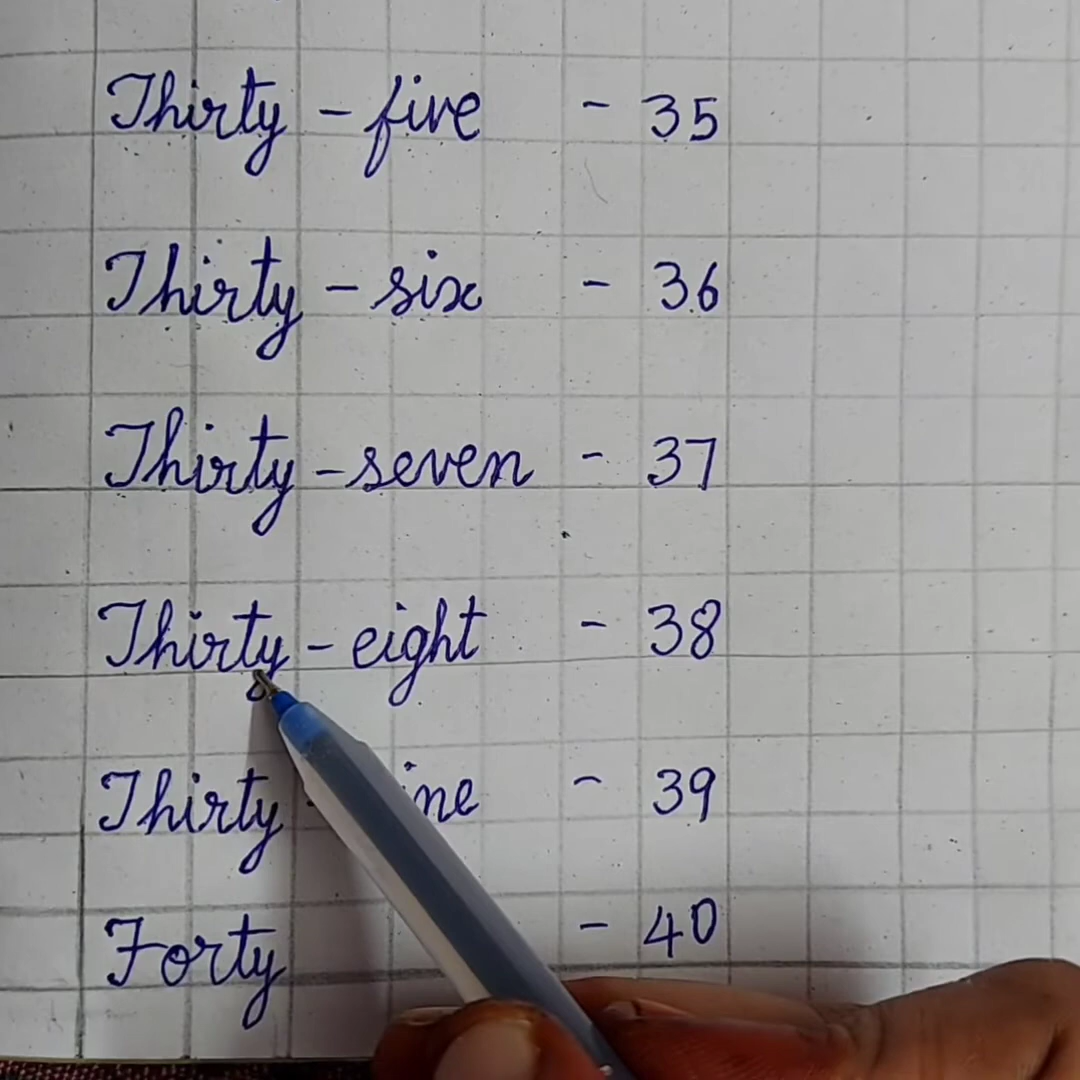 Thirty - five - 35
Thirty - six - 36
Thirty - seven - 37
Thirty - eight - 38
Thirty - - 39
Forty - 40